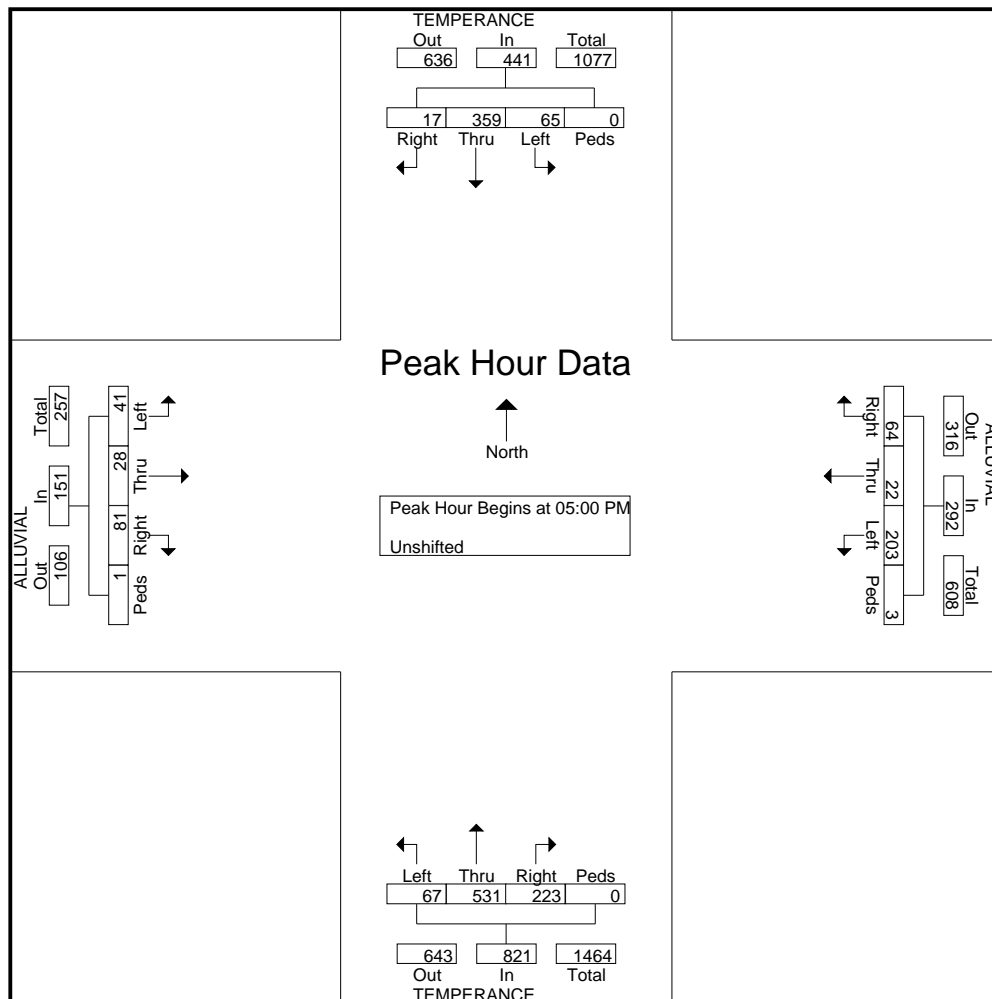 TEMPERANCE
Out In Total
636 441 1077
17 359 65 0
Right Thru Left Peds
Peak Hour Data
North
Peak Hour Begins at 05:00 PM
Unshifted
ALLUVIAL
Out In Total
106 151 257
1 81 28 41
Peds Right Thru Left
ALLUVIAL
Out In Total
316 292 608
64 22 203 3
Right Thru Left Peds
Left Thru Right Peds
67 531 223 0
643 821 1464
Out In Total
TEMPERANCE